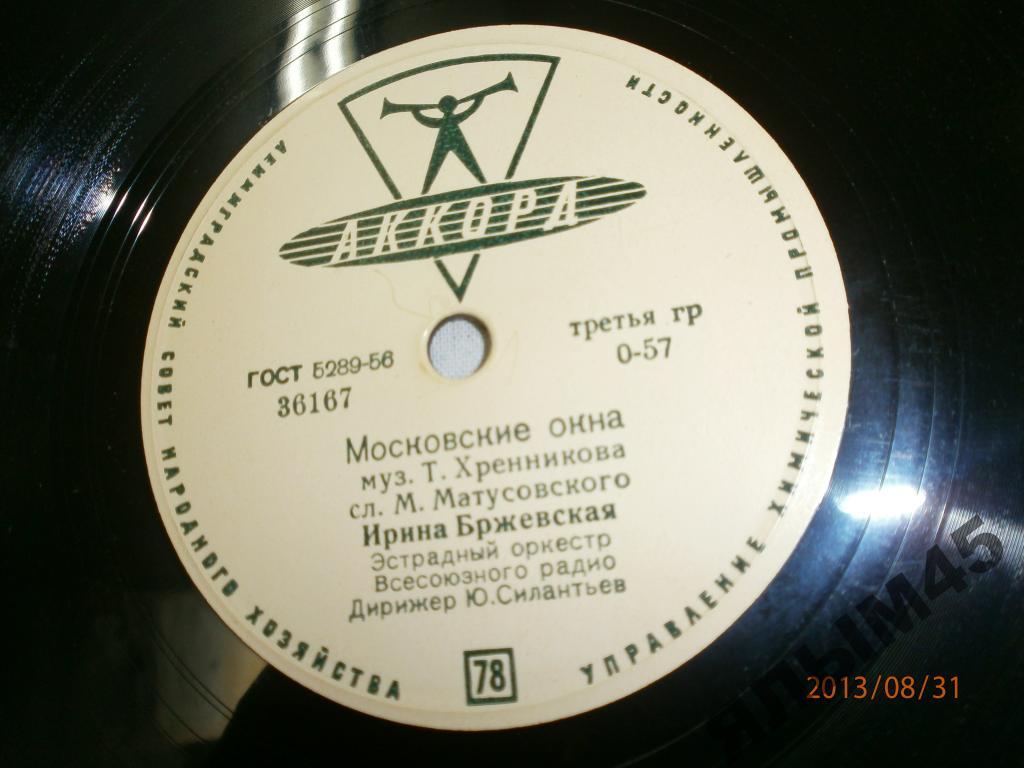 АККОРД
ЛЕНИНГРАДСКИЙ СОВЕТ НАРОДНОГО ХОЗЯЙСТВА
УПРАВЛЕНИЕ ХИМИЧЕСКОЙ ПРОМЫШЛЕННОСТИ
ГОСТ 5289-56
36167
третья гр
0-57
Московские окна
муз. Т. Хренникова
сл. М. Матусовского
Ирина Бржевская
Эстрадный оркестр
Всесоюзного радио
Дирижер Ю.Силантьев
78
2013/08/31
ЯЛЫМ45